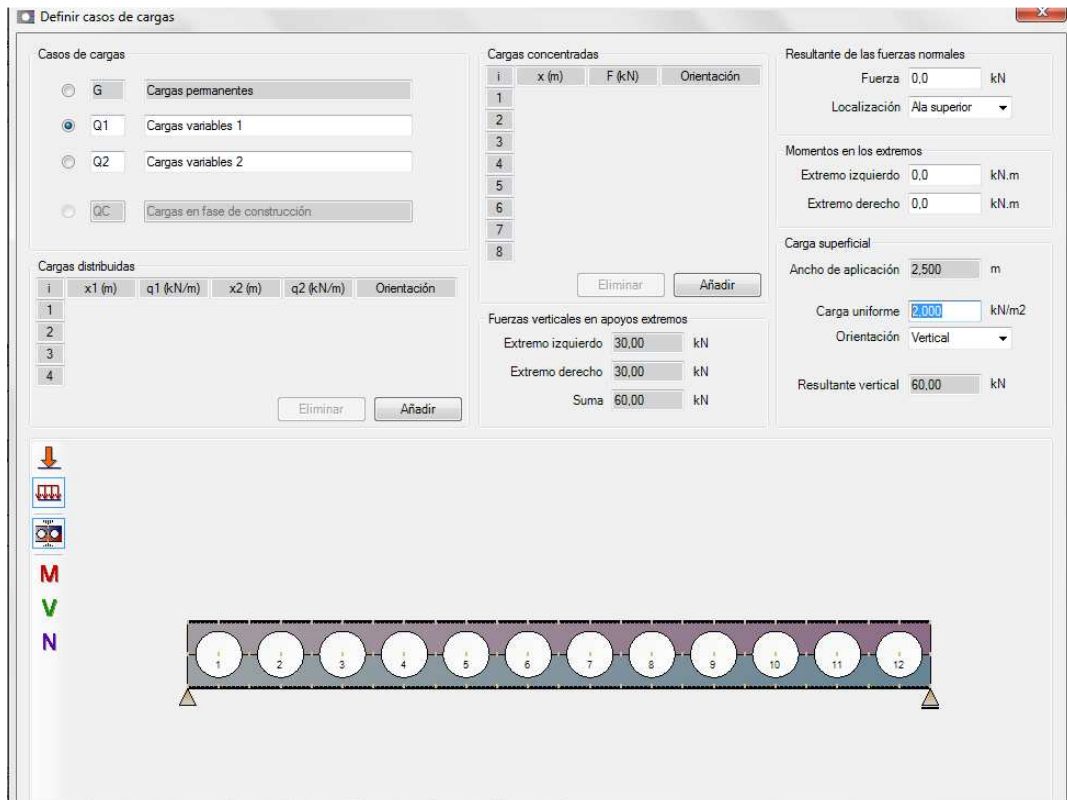 Definir casos de cargas
Casos de cargas
G Cargas permanentes
Q1 Cargas variables 1
Q2 Cargas variables 2
QC Cargas en fase de construcción
Cargas distribuidas
i x1 (m) q1 (kN/m) x2 (m) q2 (kN/m) Orientación
1
2
3
4
Eliminar Añadir
Cargas concentradas
i x (m) F (kN) Orientación
1
2
3
4
5
6
7
8
Eliminar Añadir
Fuerzas verticales en apoyos extremos
Extremo izquierdo 30,00 kN
Extremo derecho 30,00 kN
Suma 60,00 kN
Resultante de las fuerzas normales
Fuerza 0,0 kN
Localización Ala superior
Momentos en los extremos
Extremo izquierdo 0,0 kN.m
Extremo derecho 0,0 kN.m
Carga superficial
Ancho de aplicación 2,500 m
Carga uniforme 2,000 kN/m2
Orientación Vertical
Resultante vertical 60,00 kN
M
V
N
1 2 3 4 5 6 7 8 9 10 11 12